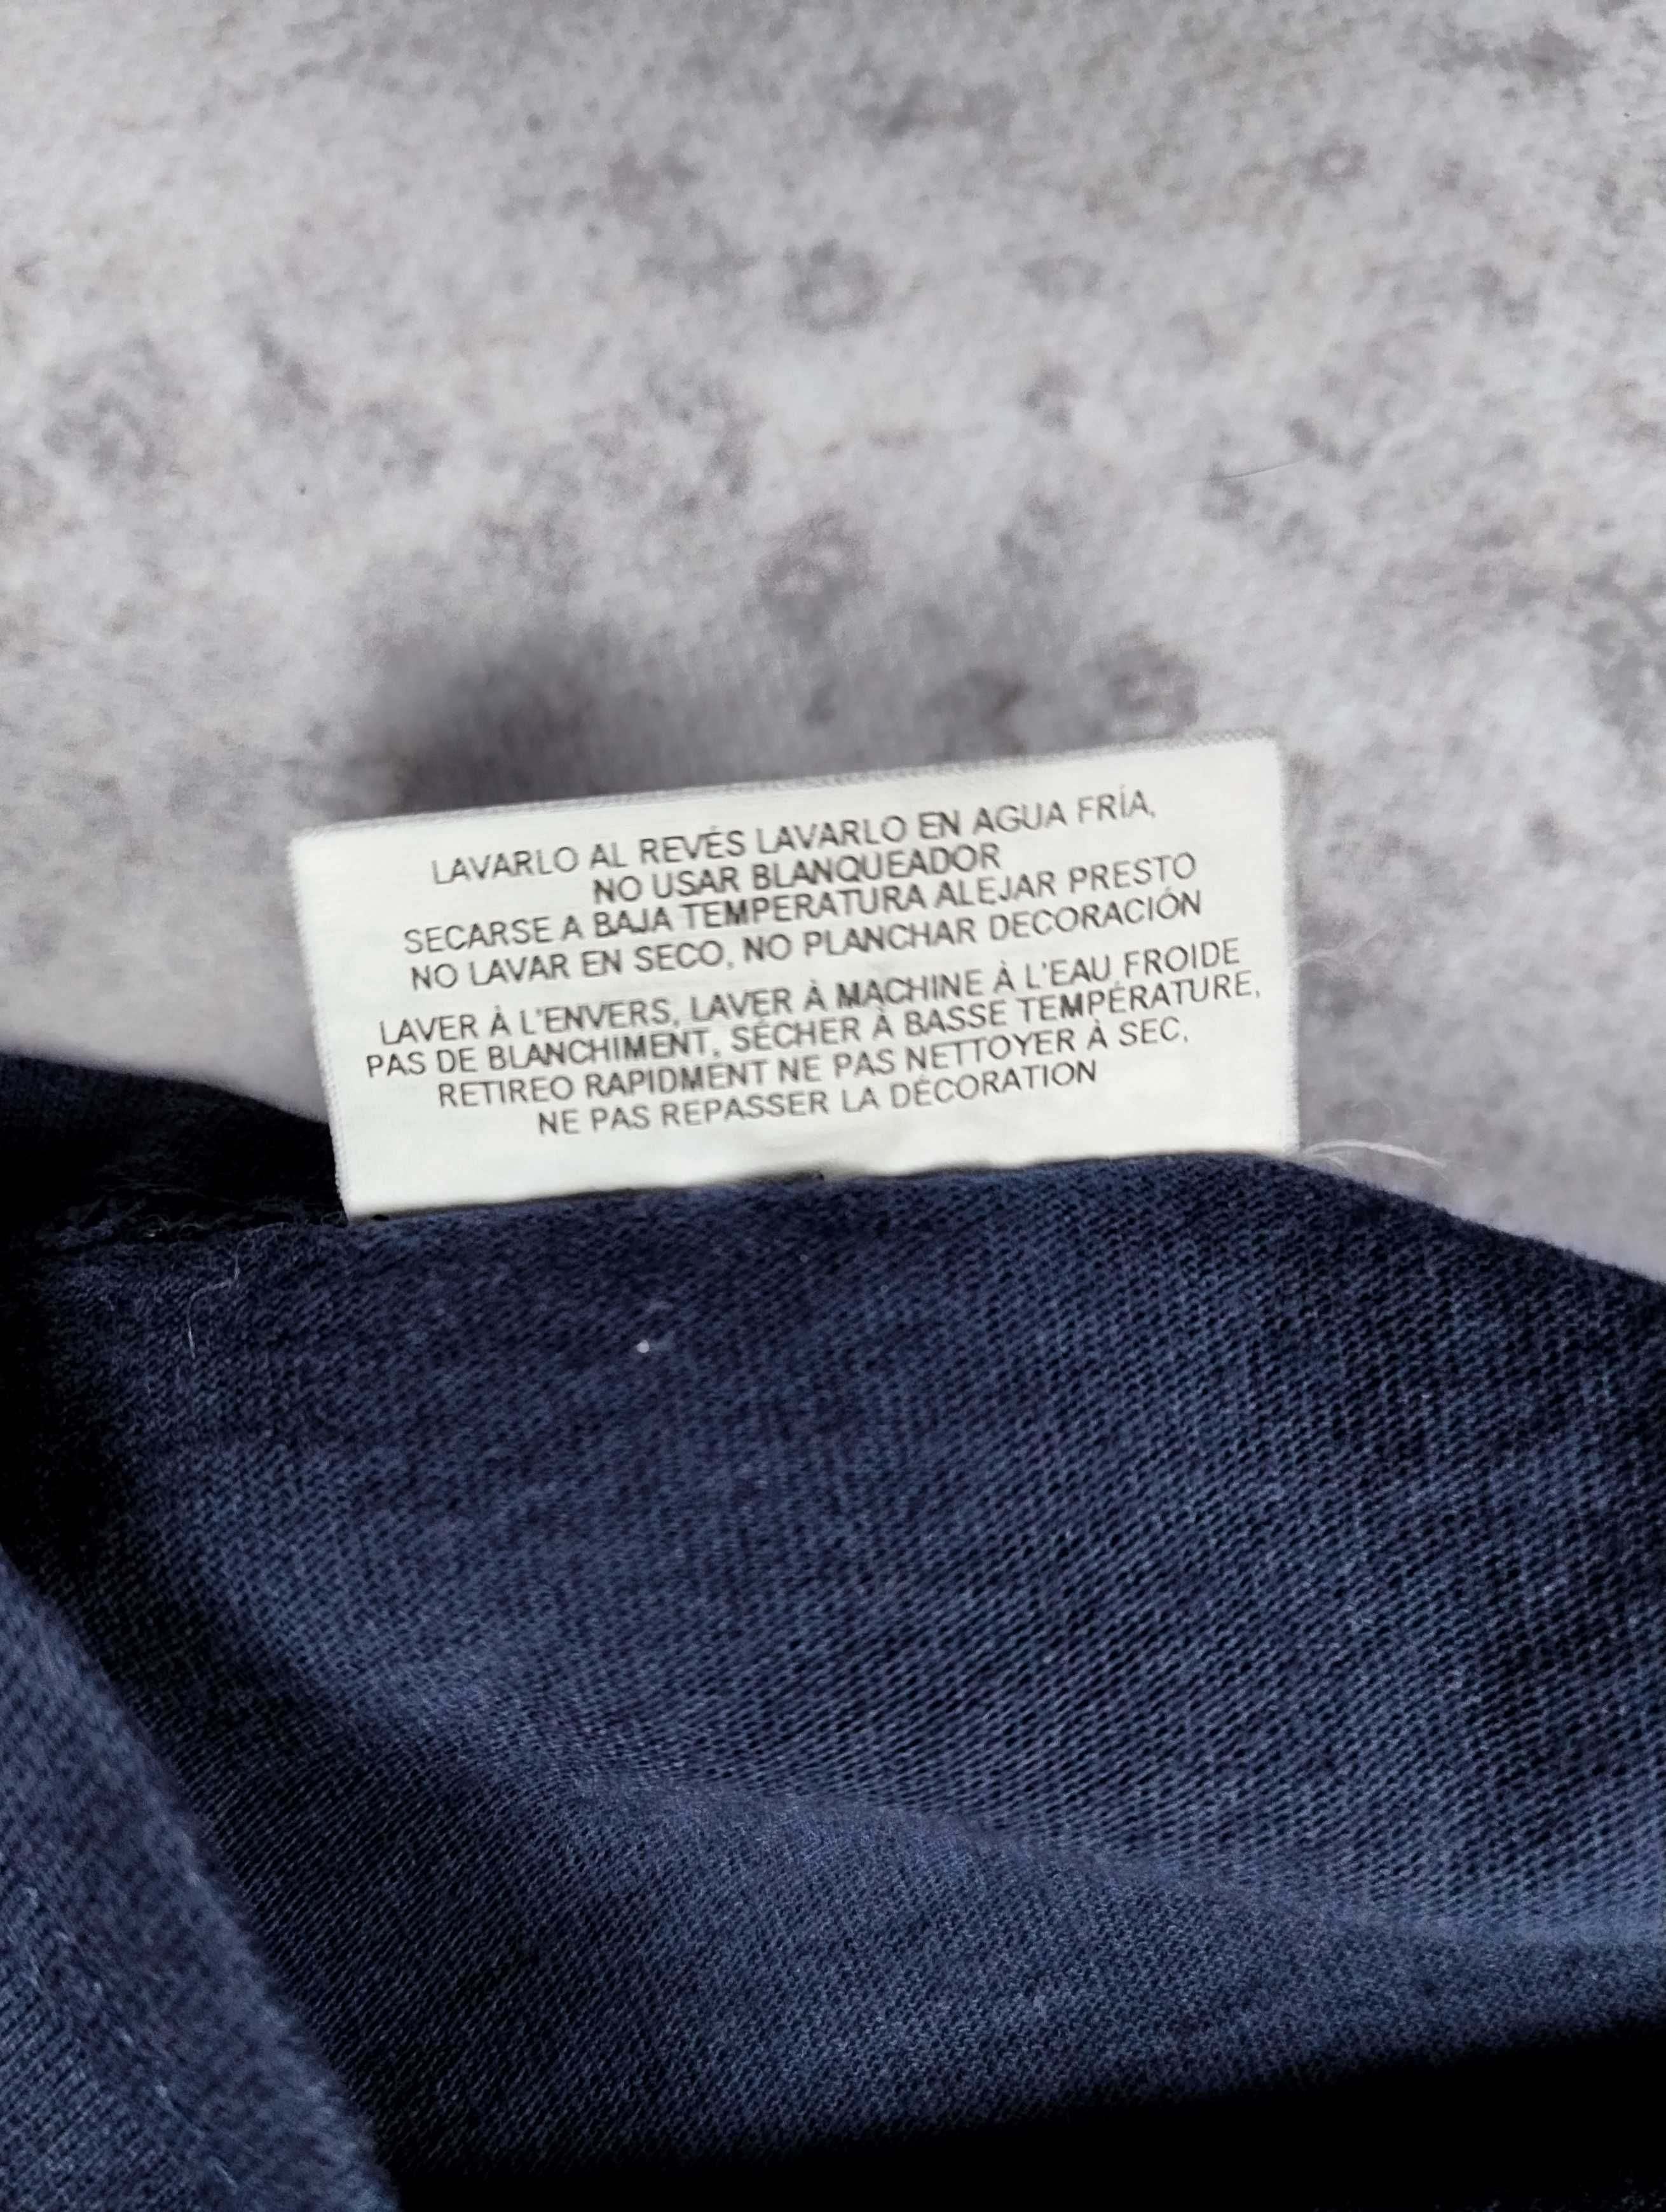 LAVARLO AL REVÉS LAVARLO EN AGUA FRÍA,
NO USAR BLANQUEADOR
SECARSE A BAJA TEMPERATURA ALEJAR PRESTO
NO LAVAR EN SECO, NO PLANCHAR DECORACIÓN
LAVER À L'ENVERS, LAVER À MACHINE À L'EAU FROIDE
PAS DE BLANCHIMENT, SÉCHER À BASSE TEMPÉRATURE,
RETIREO RAPIDMENT NE PAS NETTOYER À SEC,
NE PAS REPASSER LA DÉCORATION